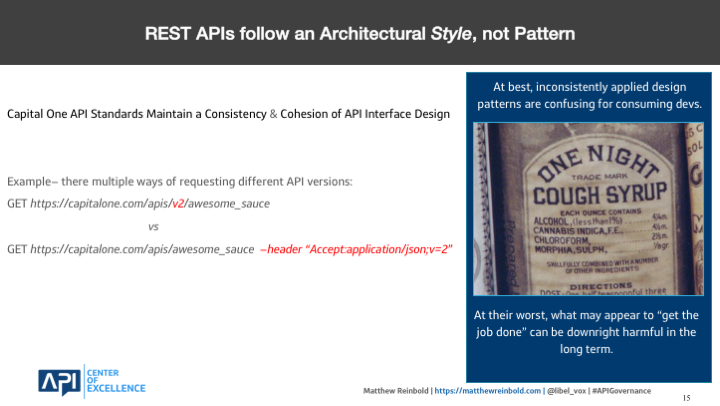 REST APIs follow an Architectural Style, not Pattern
Capital One API Standards Maintain a Consistency & Cohesion of API Interface Design
Example– there multiple ways of requesting different API versions:
GET https://capitalone.com/apis/v2/awesome_sauce
vs
GET https://capitalone.com/apis/awesome_sauce –header “Accept:application/json;v=2”
At best, inconsistently applied design
patterns are confusing for consuming devs.
ONE NIGHT
TRADE MARK
COUGH SYRUP
EACH OUNCE CONTAINS
ALCOHOL, (less than 1%)
CANNABIS INDICA, F.E.,
CHLOROFORM,
MORPHIA, SULPH,
SKILLFULLY COMBINED WITH A NUMBER
OF OTHER INGREDIENTS
DIRECTIONS
At their worst, what may appear to “get the
job done” can be downright harmful in the
long term.
API CENTER
OF
EXCELLENCE
Matthew Reinbold | https://matthewreinbold.com | @libel_vox | #APIGovernance
15